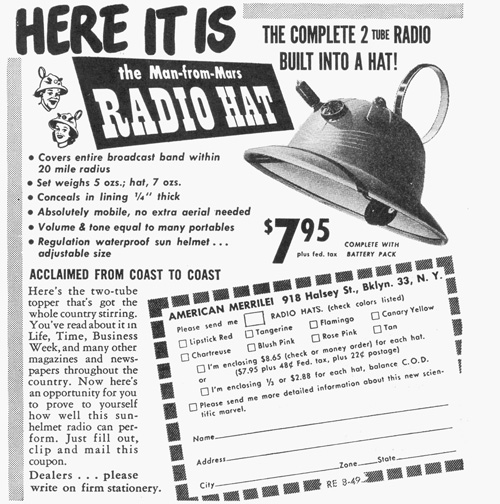 HERE IT IS
THE COMPLETE 2 TUBE RADIO
BUILT INTO A HAT!
the Man-from-Mars
RADIO HAT
• Covers entire broadcast band within
20 mile radius
• Set weighs 5 ozs.; hat, 7 ozs.
• Conceals in lining 1/4" thick
• Absolutely mobile, no extra aerial needed
• Volume & tone equal to many portables
• Regulation waterproof sun helmet . . .
adjustable size
$7.95
plus fed. tax
COMPLETE WITH
BATTERY PACK
ACCLAIMED FROM COAST TO COAST
Here's the two-tube
topper that's got the
whole country stirring.
You've read about it in
Life, Time, Business
Week, and many other
magazines and news-
papers throughout the
country. Now here's
an opportunity for you
to prove to yourself
how well this sun-
helmet radio can per-
form. Just fill out,
clip and mail this
coupon.
Dealers . . . please
write on firm stationery.
AMERICAN MERRILEI 918 Halsey St., Bklyn. 33, N. Y.
Please send me RADIO HATS. (check colors listed)
Lipstick Red Tangerine Flamingo Canary Yellow
Chartreuse Blush Pink Rose Pink Tan
I'm enclosing $8.65 (check or money order) for each hat.
($7.95 plus 48¢ Fed. tax, plus 22¢ postage)
or
I'm enclosing 1/3 or $2.88 for each hat, balance C.O.D.
Please send me more detailed information about this new scien-
tific marvel.
Name
Address
City Zone State
RE 8-49